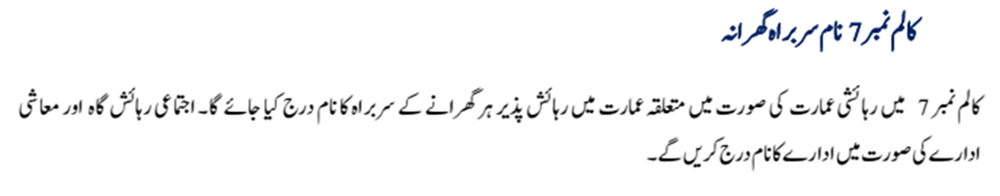 کالم نمبر 7 نام سربراہ گھرانہ
کالم نمبر 7 میں رہائشی عمارت کی صورت میں متعلقہ عمارت میں رہائش پذیر ہر گھرانے کے سربراہ کا نام درج کیا جائے گا۔ اجتماعی رہائش گاہ اور معاشی
ادارے کی صورت میں ادارے کا نام درج کریں گے۔